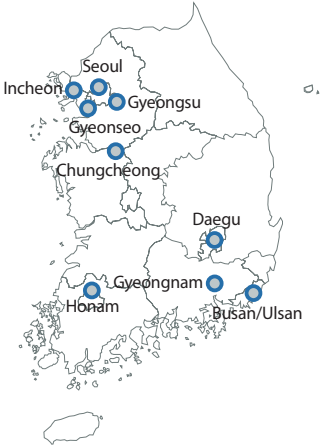 Seoul
Incheon
Gyeongsu
Gyeonseo
Chungcheong
Daegu
Gyeongnam
Honam
Busan/Ulsan